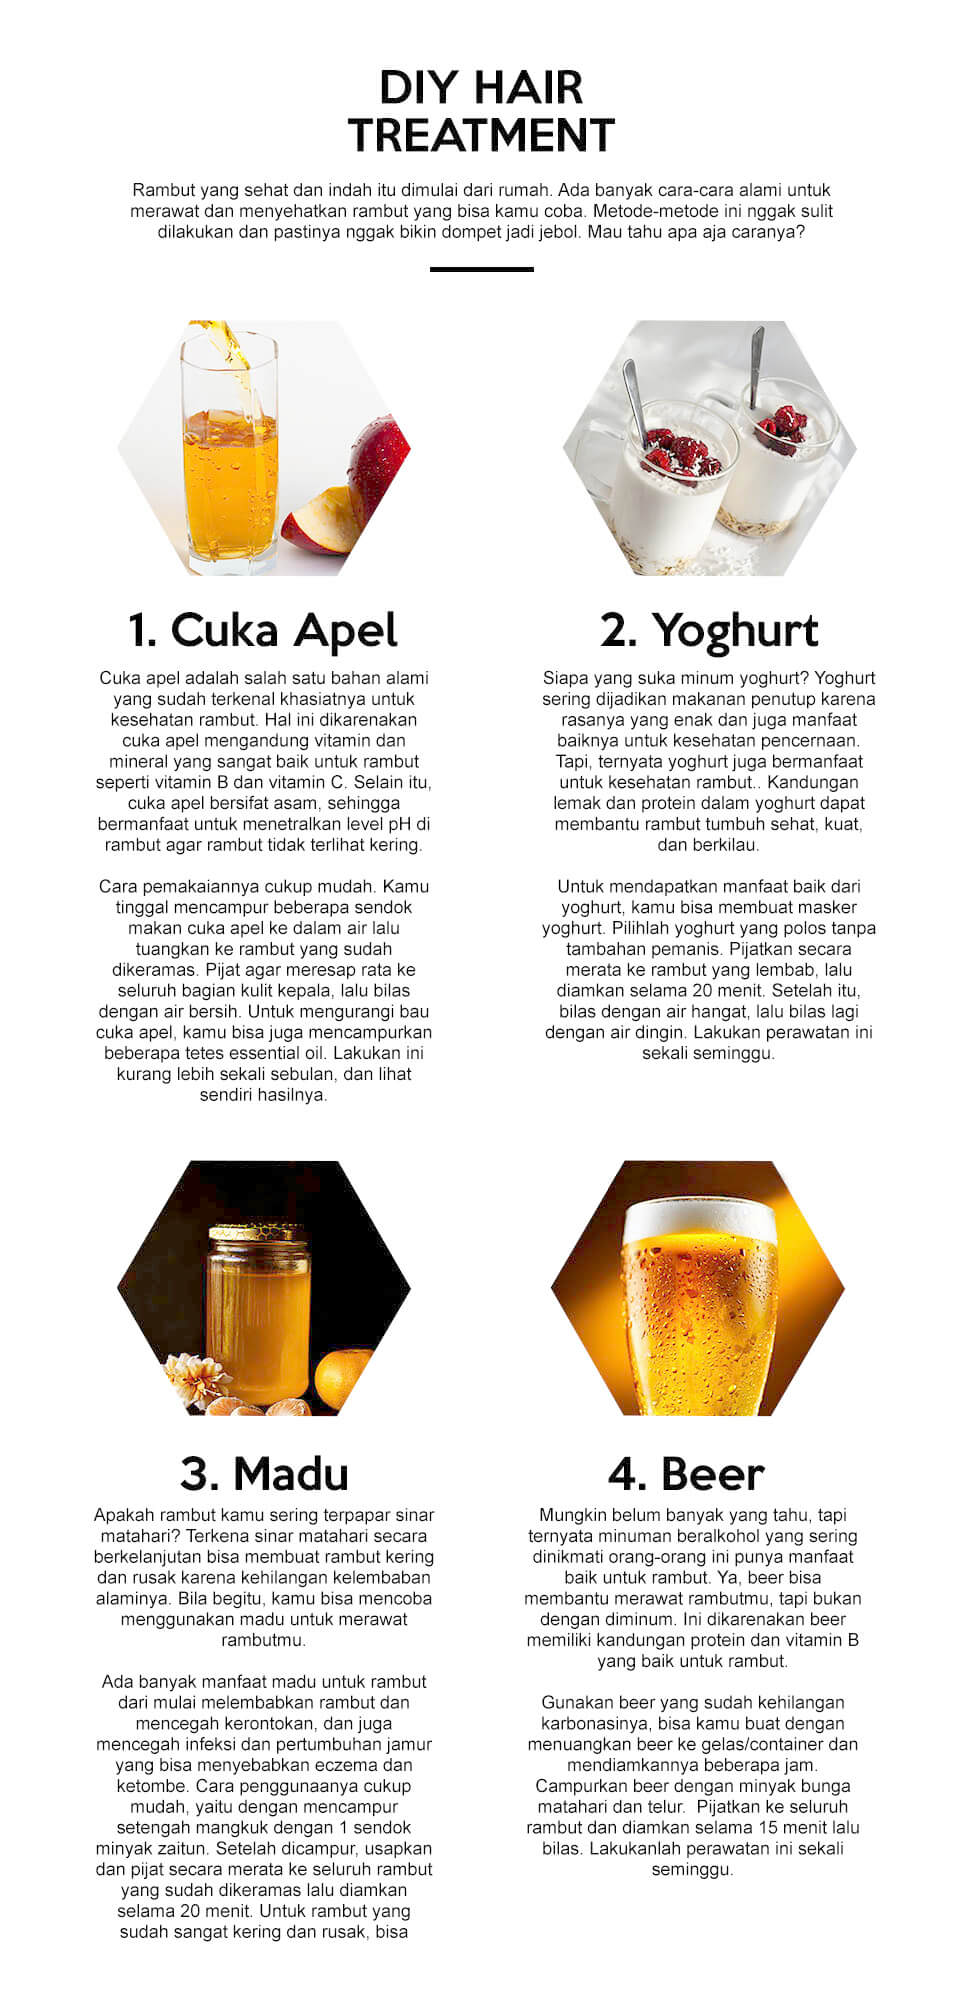 DIY HAIR
TREATMENT
Rambut yang sehat dan indah itu dimulai dari rumah. Ada banyak cara-cara alami untuk
merawat dan menyehatkan rambut yang bisa kamu coba. Metode-metode ini nggak sulit
dilakukan dan pastinya nggak bikin dompet jadi jebol. Mau tahu apa aja caranya?
1. Cuka Apel
Cuka apel adalah salah satu bahan alami
yang sudah terkenal khasiatnya untuk
kesehatan rambut. Hal ini dikarenakan
cuka apel mengandung vitamin dan
mineral yang sangat baik untuk rambut
seperti vitamin B dan vitamin C. Selain itu,
cuka apel bersifat asam, sehingga
bermanfaat untuk menetralkan level pH di
rambut agar rambut tidak terlihat kering.
Cara pemakaiannya cukup mudah. Kamu
tinggal mencampur beberapa sendok
makan cuka apel ke dalam air lalu
tuangkan ke rambut yang sudah
dikeramas. Pijat agar meresap rata ke
seluruh bagian kulit kepala, lalu bilas
dengan air bersih. Untuk mengurangi bau
cuka apel, kamu bisa juga mencampurkan
beberapa tetes essential oil. Lakukan ini
kurang lebih sekali sebulan, dan lihat
sendiri hasilnya.
2. Yoghurt
Siapa yang suka minum yoghurt? Yoghurt
sering dijadikan makanan penutup karena
rasanya yang enak dan juga manfaat
baiknya untuk kesehatan pencernaan.
Tapi, ternyata yoghurt juga bermanfaat
untuk kesehatan rambut.. Kandungan
lemak dan protein dalam yoghurt dapat
membantu rambut tumbuh sehat, kuat,
dan berkilau.
Untuk mendapatkan manfaat baik dari
yoghurt, kamu bisa membuat masker
yoghurt. Pilihlah yoghurt yang polos tanpa
tambahan pemanis. Pijatkan secara
merata ke rambut yang lembab, lalu
diamkan selama 20 menit. Setelah itu,
bilas dengan air hangat, lalu bilas lagi
dengan air dingin. Lakukan perawatan ini
sekali seminggu.
3. Madu
Apakah rambut kamu sering terpapar sinar
matahari? Terkena sinar matahari secara
berkelanjutan bisa membuat rambut kering
dan rusak karena kehilangan kelembaban
alaminya. Bila begitu, kamu bisa mencoba
menggunakan madu untuk merawat
rambutmu.
Ada banyak manfaat madu untuk rambut
dari mulai melembabkan rambut dan
mencegah kerontokan, dan juga
mencegah infeksi dan pertumbuhan jamur
yang bisa menyebabkan eczema dan
ketombe. Cara penggunaanya cukup
mudah, yaitu dengan mencampur
setengah mangkuk dengan 1 sendok
minyak zaitun. Setelah dicampur, usapkan
dan pijat secara merata ke seluruh rambut
yang sudah dikeramas lalu diamkan
selama 20 menit. Untuk rambut yang
sudah sangat kering dan rusak, bisa
4. Beer
Mungkin belum banyak yang tahu, tapi
ternyata minuman beralkohol yang sering
dinikmati orang-orang ini punya manfaat
baik untuk rambut. Ya, beer bisa
membantu merawat rambutmu, tapi bukan
dengan diminum. Ini dikarenakan beer
memiliki kandungan protein dan vitamin B
yang baik untuk rambut.
Gunakan beer yang sudah kehilangan
karbonasinya, bisa kamu buat dengan
menuangkan beer ke gelas/container dan
mendiamkannya beberapa jam.
Campurkan beer dengan minyak bunga
matahari dan telur. Pijatkan ke seluruh
rambut dan diamkan selama 15 menit lalu
bilas. Lakukanlah perawatan ini sekali
seminggu.